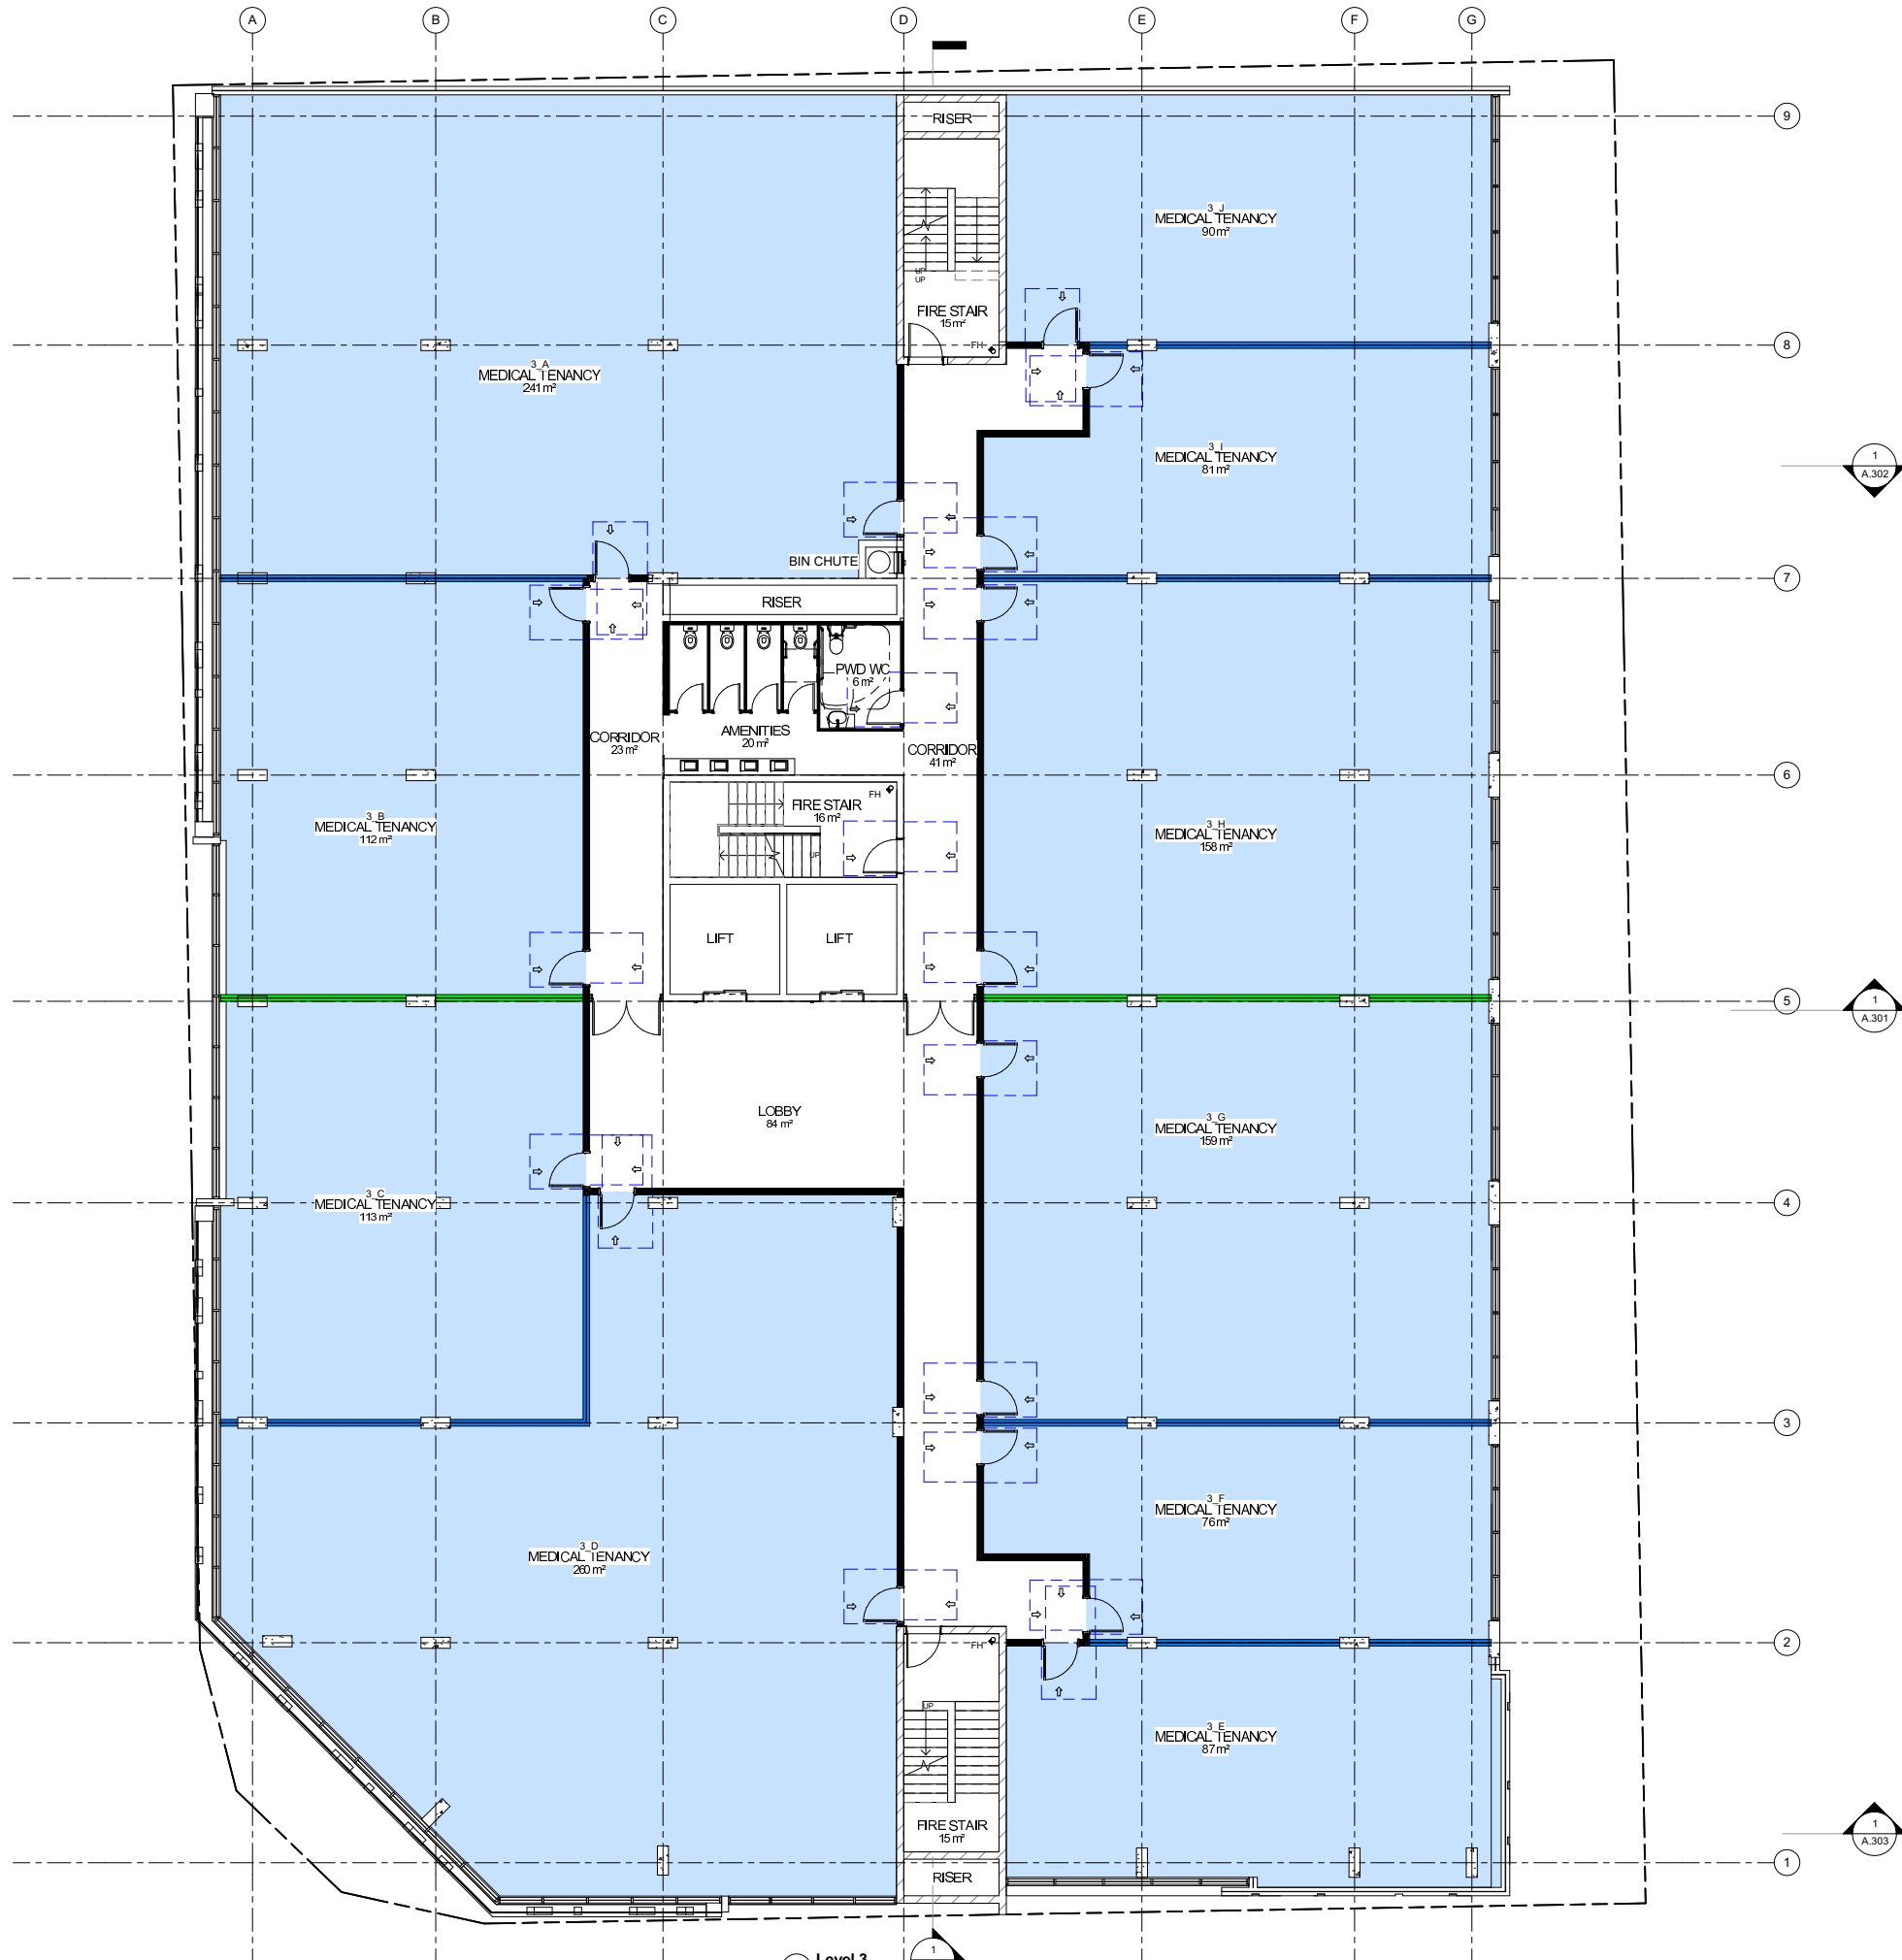 A B C D E F G
RISER
9
3_J
MEDICAL TENANCY
90 m²
UP
UP
FIRE STAIR
15 m²
FH
8
3_A
MEDICAL TENANCY
241 m²
3_I
MEDICAL TENANCY
81 m²
1
A.302
BIN CHUTE
7
RISER
PWD WC
6 m²
AMENITIES
20 m²
CORRIDOR
23 m²
CORRIDOR
41 m²
6
FH
FIRE STAIR
16 m²
UP
3_B
MEDICAL TENANCY
112 m²
3_H
MEDICAL TENANCY
158 m²
LIFT
LIFT
5
1
A.301
LOBBY
84 m²
3_G
MEDICAL TENANCY
159 m²
3_C
MEDICAL TENANCY
113 m²
4
3
3_F
MEDICAL TENANCY
76 m²
3_D
MEDICAL TENANCY
260 m²
FH
2
UP
3_E
MEDICAL TENANCY
87 m²
FIRE STAIR
15 m²
1
A.303
RISER
1
1
Level 3